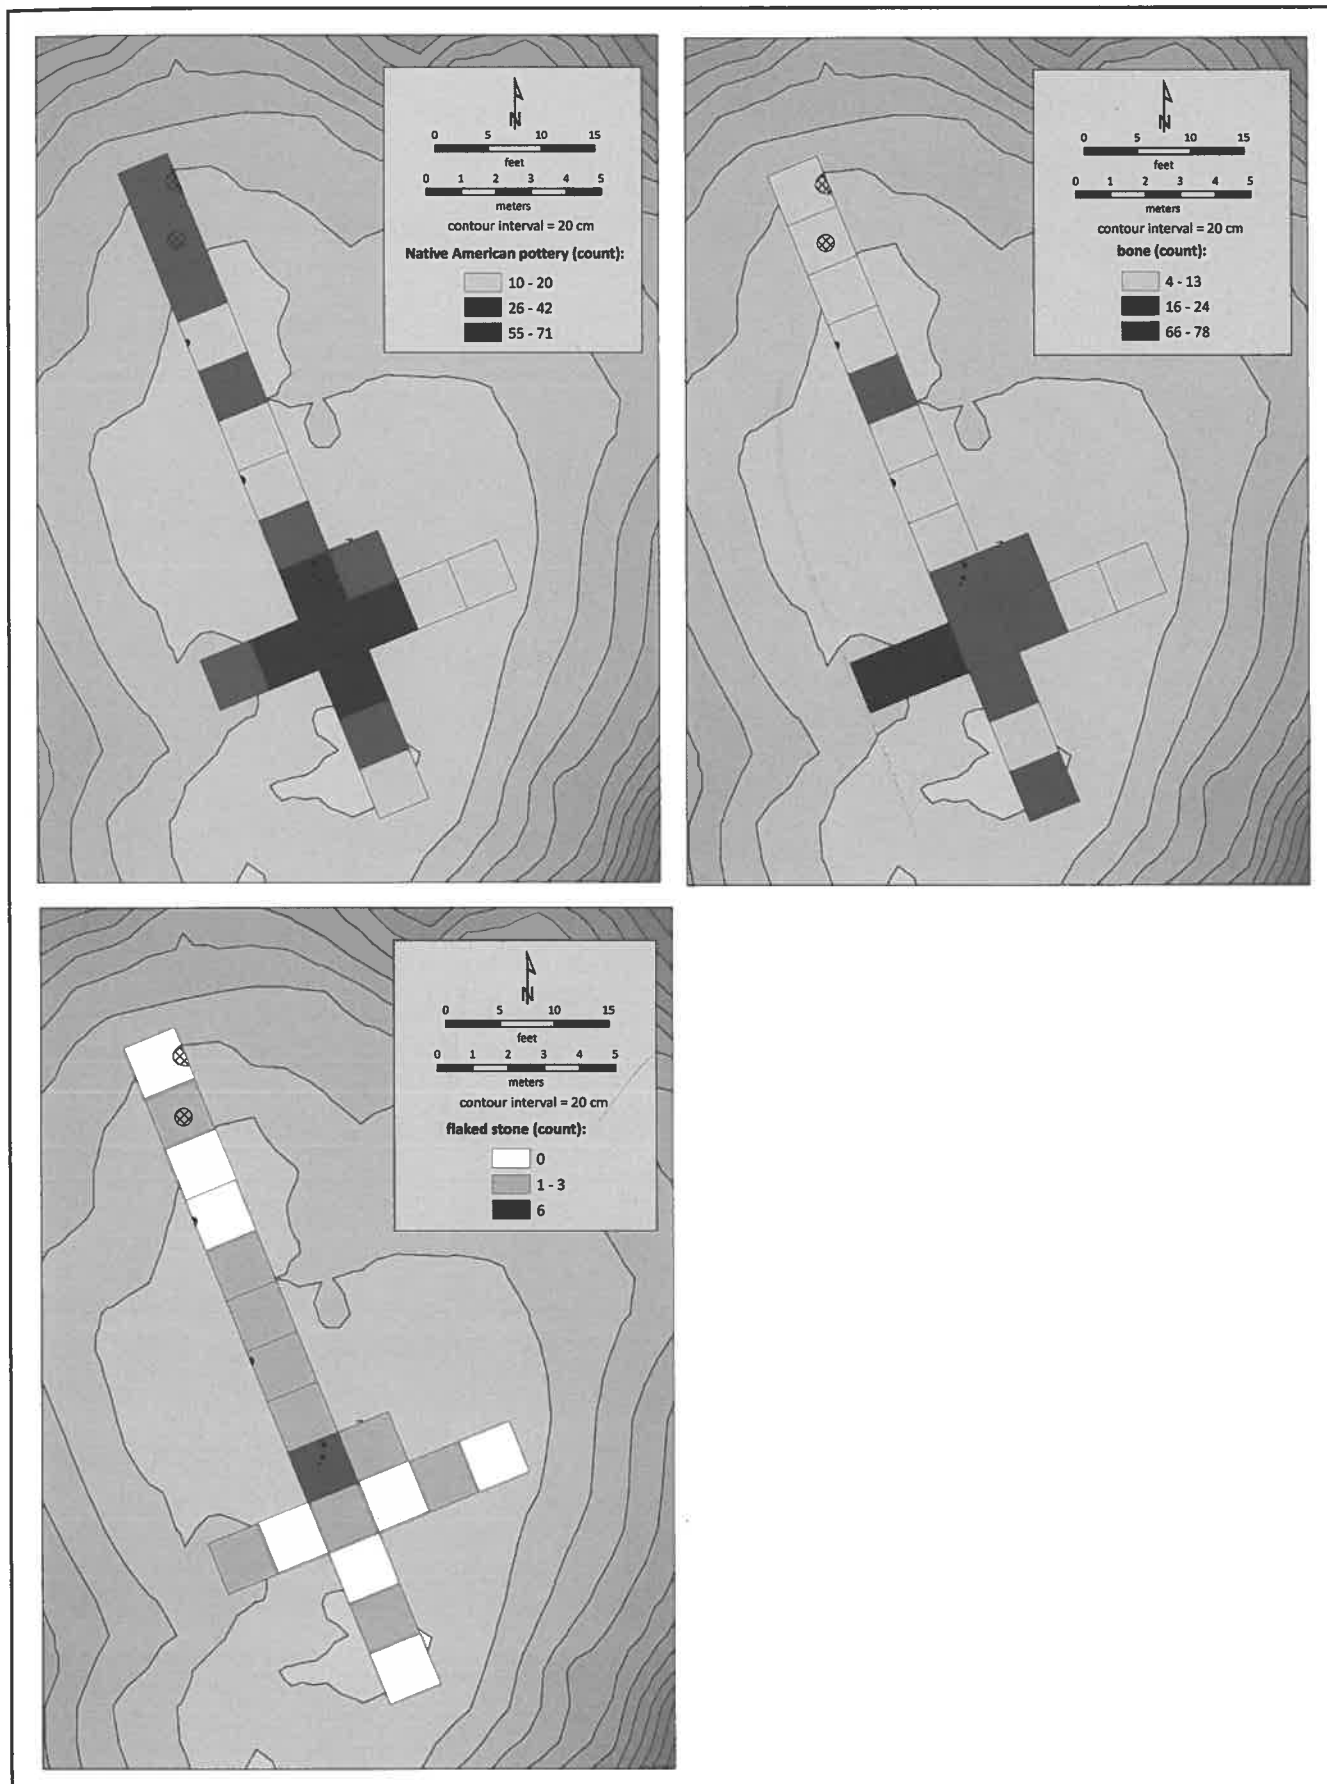 N
0 5 10 15
feet
0 1 2 3 4 5
meters
contour interval = 20 cm
Native American pottery (count):
10 - 20
26 - 42
55 - 71
N
0 5 10 15
feet
0 1 2 3 4 5
meters
contour interval = 20 cm
bone (count):
4 - 13
16 - 24
66 - 78
N
0 5 10 15
feet
0 1 2 3 4 5
meters
contour interval = 20 cm
flaked stone (count):
0
1 - 3
6